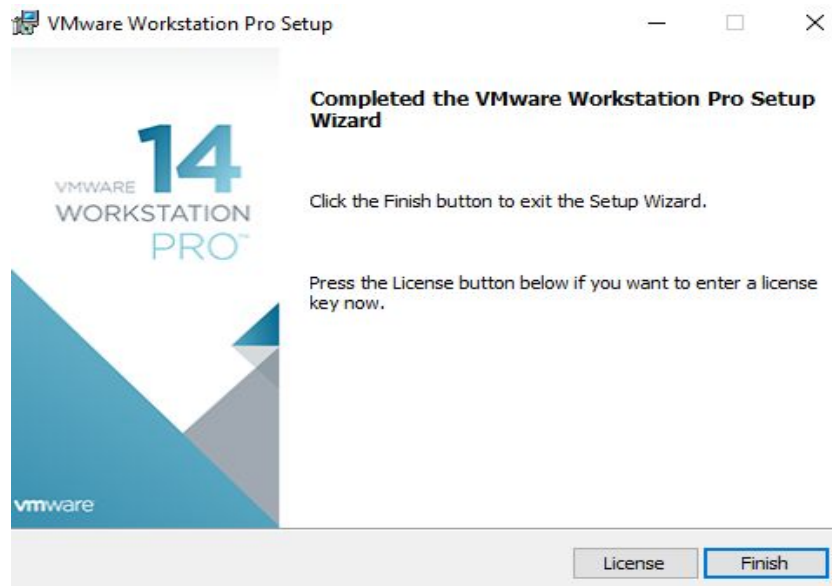 VMware Workstation Pro Setup
Completed the VMware Workstation Pro Setup
Wizard
VMWARE 14
WORKSTATION
PRO™
Click the Finish button to exit the Setup Wizard.
Press the License button below if you want to enter a license
key now.
vmware
License Finish